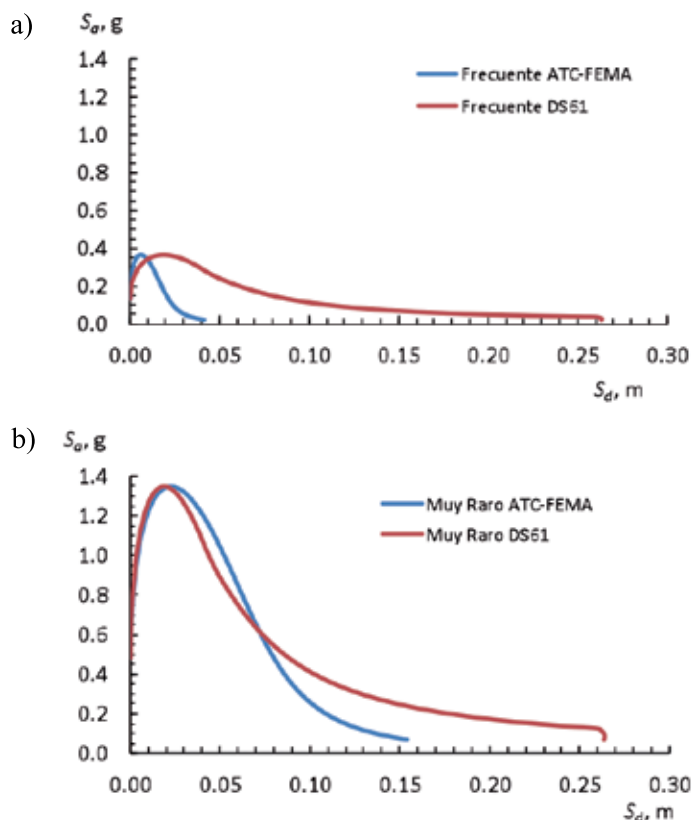 a)
Sa, g
1.4
1.2
1.0
0.8
0.6
0.4
0.2
0.0
Frecuente ATC-FEMA
Frecuente DS61
0.00 0.05 0.10 0.15 0.20 0.25 0.30
Sd, m
b)
Sa, g
1.4
1.2
1.0
0.8
0.6
0.4
0.2
0.0
Muy Raro ATC-FEMA
Muy Raro DS61
0.00 0.05 0.10 0.15 0.20 0.25 0.30
Sd, m